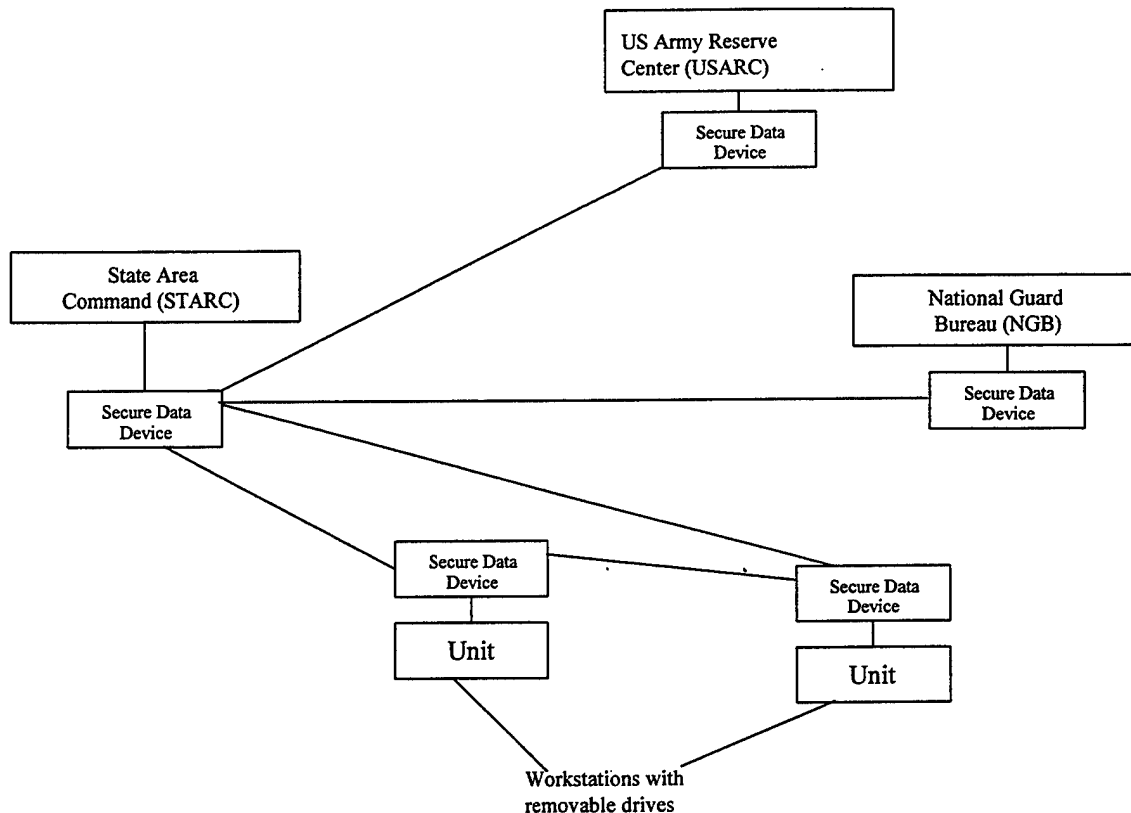 US Army Reserve
Center (USARC)
Secure Data
Device
State Area
Command (STARC)
National Guard
Bureau (NGB)
Secure Data
Device
Secure Data
Device
Secure Data
Device
Unit
Secure Data
Device
Unit
Workstations with
removable drives